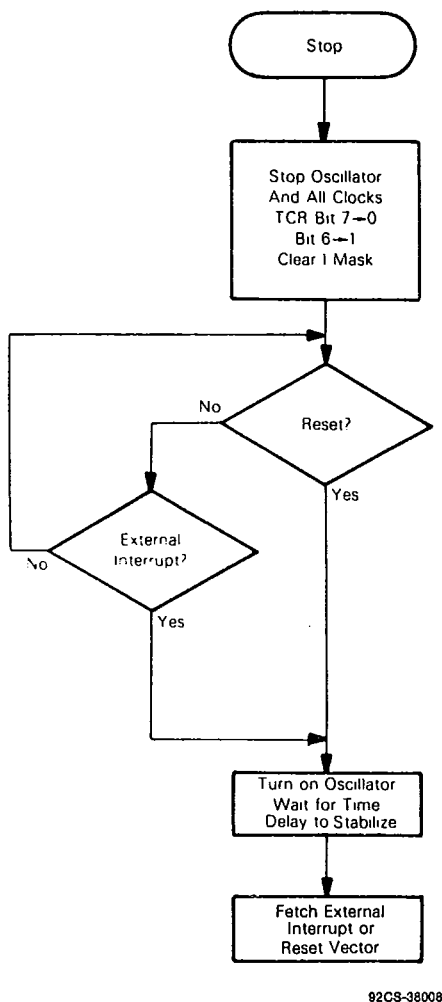 Stop
Stop Oscillator
And All Clocks
TCR Bit 7→0
Bit 6→1
Clear I Mask
Reset?
No
Yes
External
Interrupt?
No
Yes
Turn on Oscillator
Wait for Time
Delay to Stabilize
Fetch External
Interrupt or
Reset Vector
92CS-38008